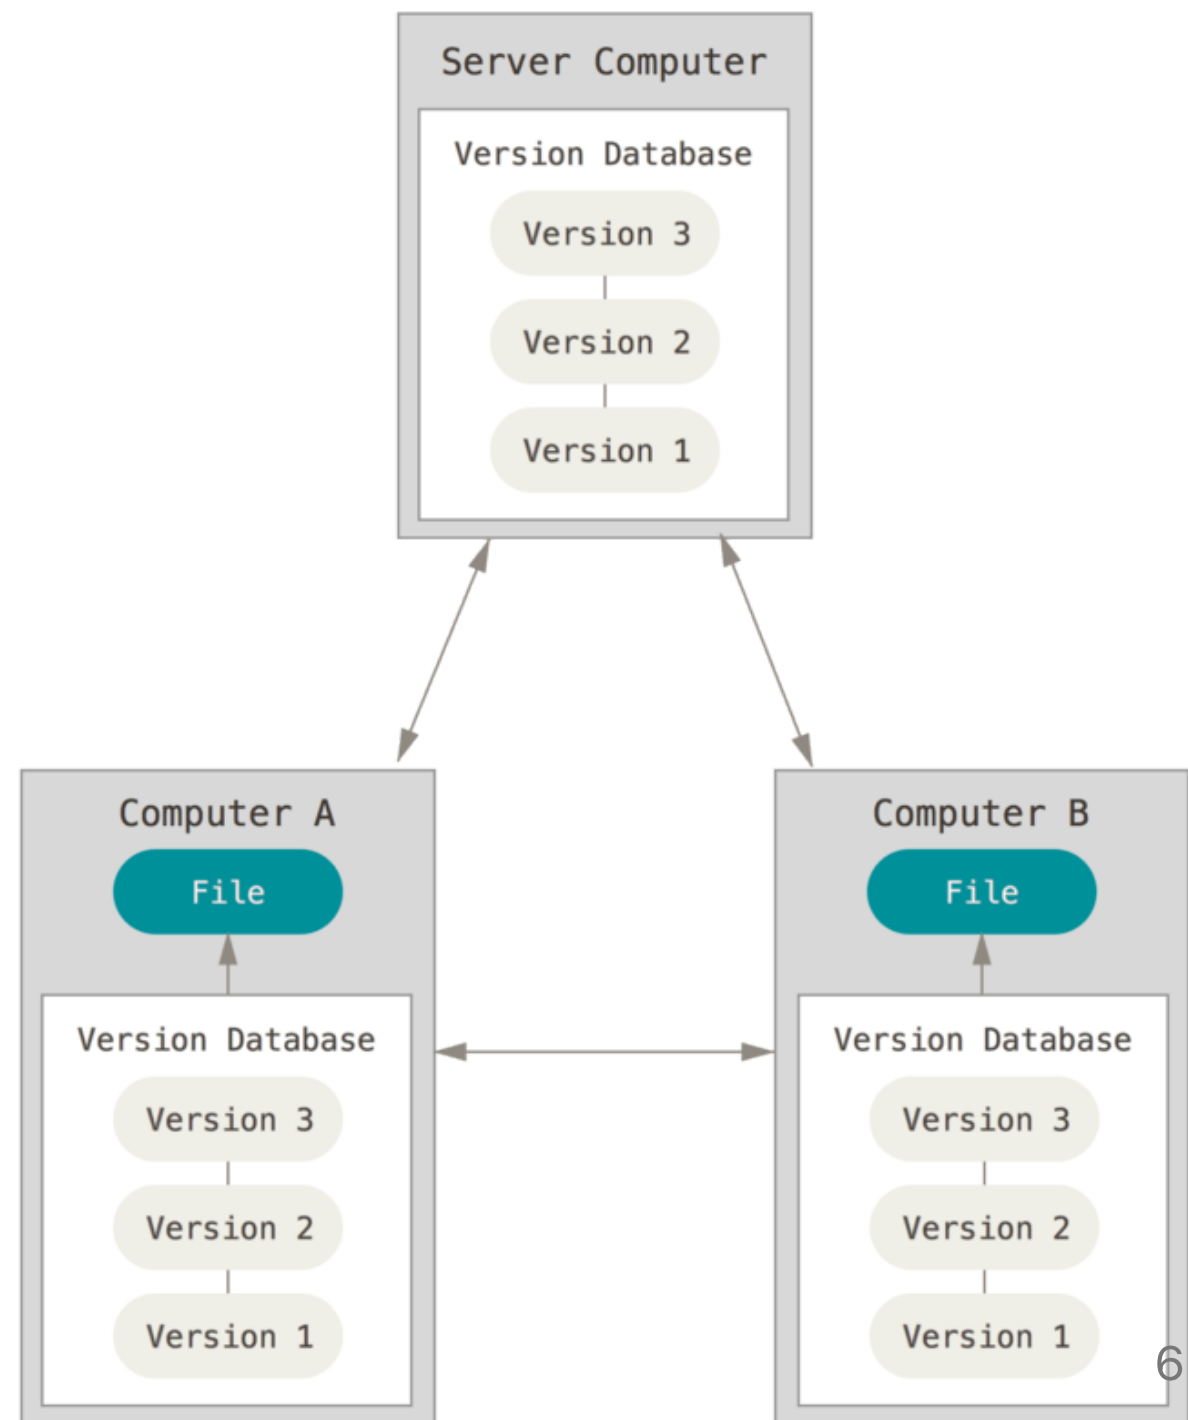 Server Computer
Version Database
Version 3
Version 2
Version 1
Computer A
File
Version Database
Version 3
Version 2
Version 1
Computer B
File
Version Database
Version 3
Version 2
Version 1
6